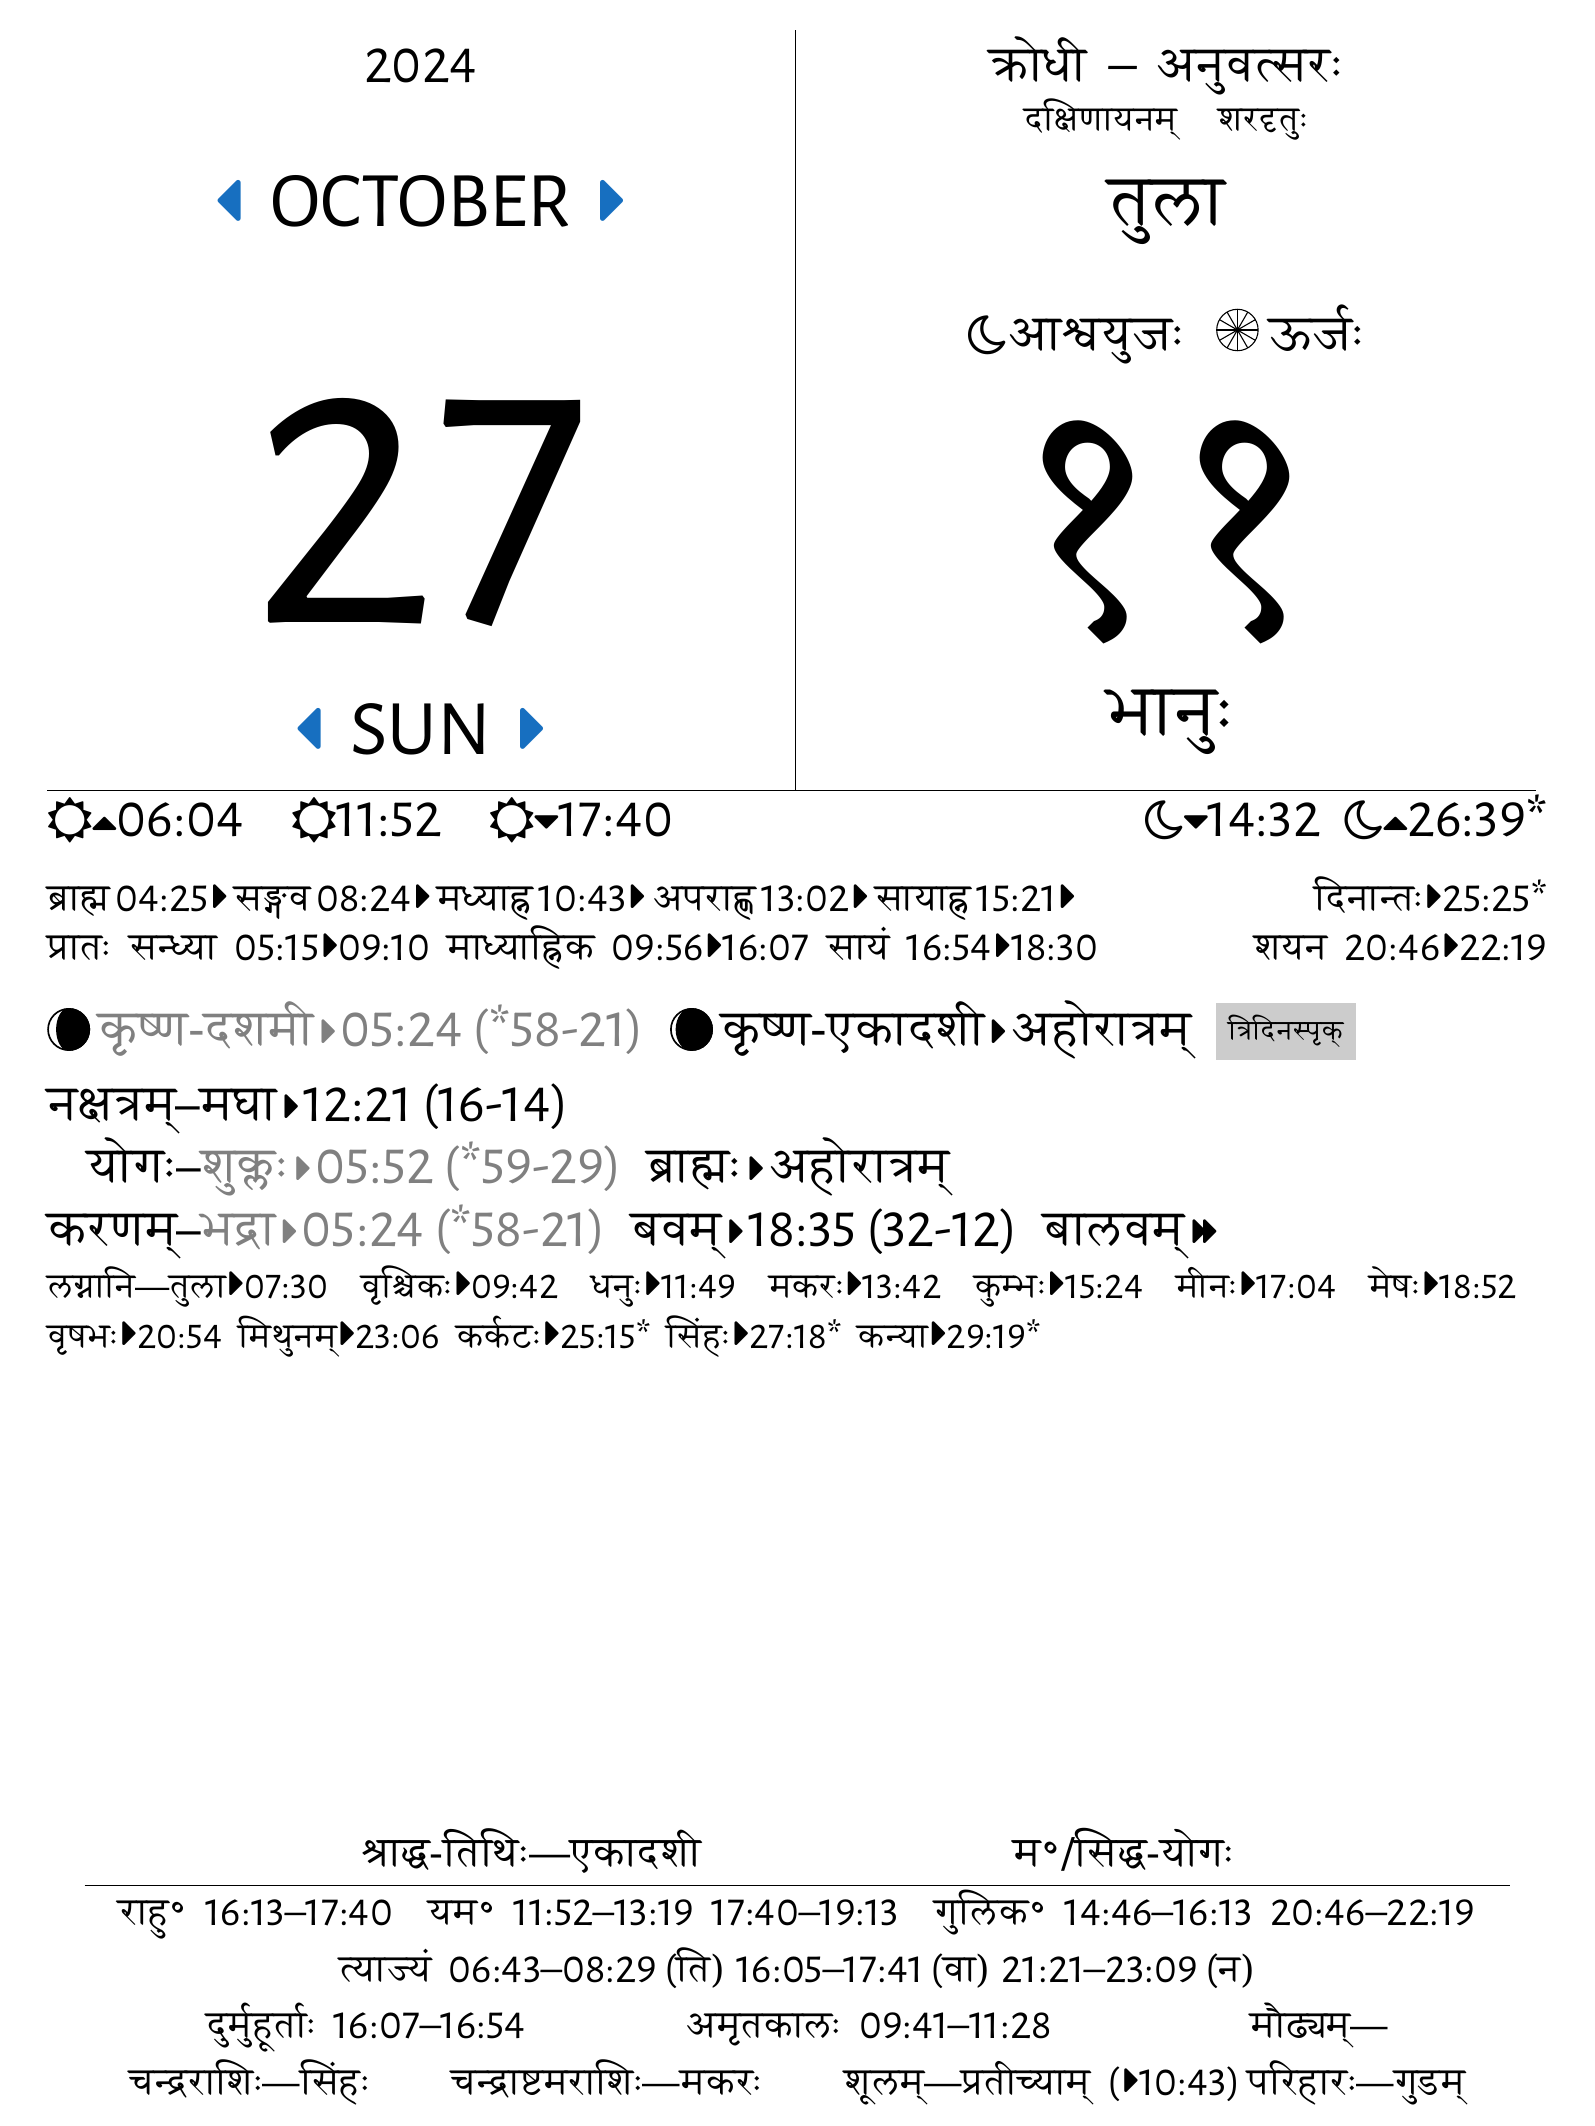 2024
OCTOBER
27
SUN
क्रोधी – अनुवत्सरः
दक्षिणायनम् शरदृतुः
तुला
आश्वयुजः ऊर्जः
११
भानुः
06:04 11:52 17:40 14:32 26:39*
ब्राह्म 04:25 सङ्गव 08:24 मध्याह्न 10:43 अपराह्ण 13:02 सायाह्न 15:21 दिनान्तः 25:25*
प्रातः सन्ध्या 05:15 09:10 माध्याह्निक 09:56 16:07 सायं 16:54 18:30 शयन 20:46 22:19
कृष्ण-दशमी 05:24 (*58-21) कृष्ण-एकादशी अहोरात्रम् त्रिदिनस्पृक्
नक्षत्रम्–मघा 12:21 (16-14)
योगः–शुक्लः 05:52 (*59-29) ब्राह्मः अहोरात्रम्
करणम्–भद्रा 05:24 (*58-21) बवम् 18:35 (32-12) बालवम्
लग्नानि—तुला 07:30 वृश्चिकः 09:42 धनुः 11:49 मकरः 13:42 कुम्भः 15:24 मीनः 17:04 मेषः 18:52
वृषभः 20:54 मिथुनम् 23:06 कर्कटः 25:15* सिंहः 27:18* कन्या 29:19*
श्राद्ध-तिथिः—एकादशी म॰/सिद्ध-योगः
राहु॰ 16:13–17:40 यम॰ 11:52–13:19 17:40–19:13 गुलिक॰ 14:46–16:13 20:46–22:19
त्याज्यं 06:43–08:29 (ति) 16:05–17:41 (वा) 21:21–23:09 (न)
दुर्मुहूर्ताः 16:07–16:54 अमृतकालः 09:41–11:28 मौढ्यम्—
चन्द्रराशिः—सिंहः चन्द्राष्टमराशिः—मकरः शूलम्—प्रतीच्याम् (10:43) परिहारः—गुडम्